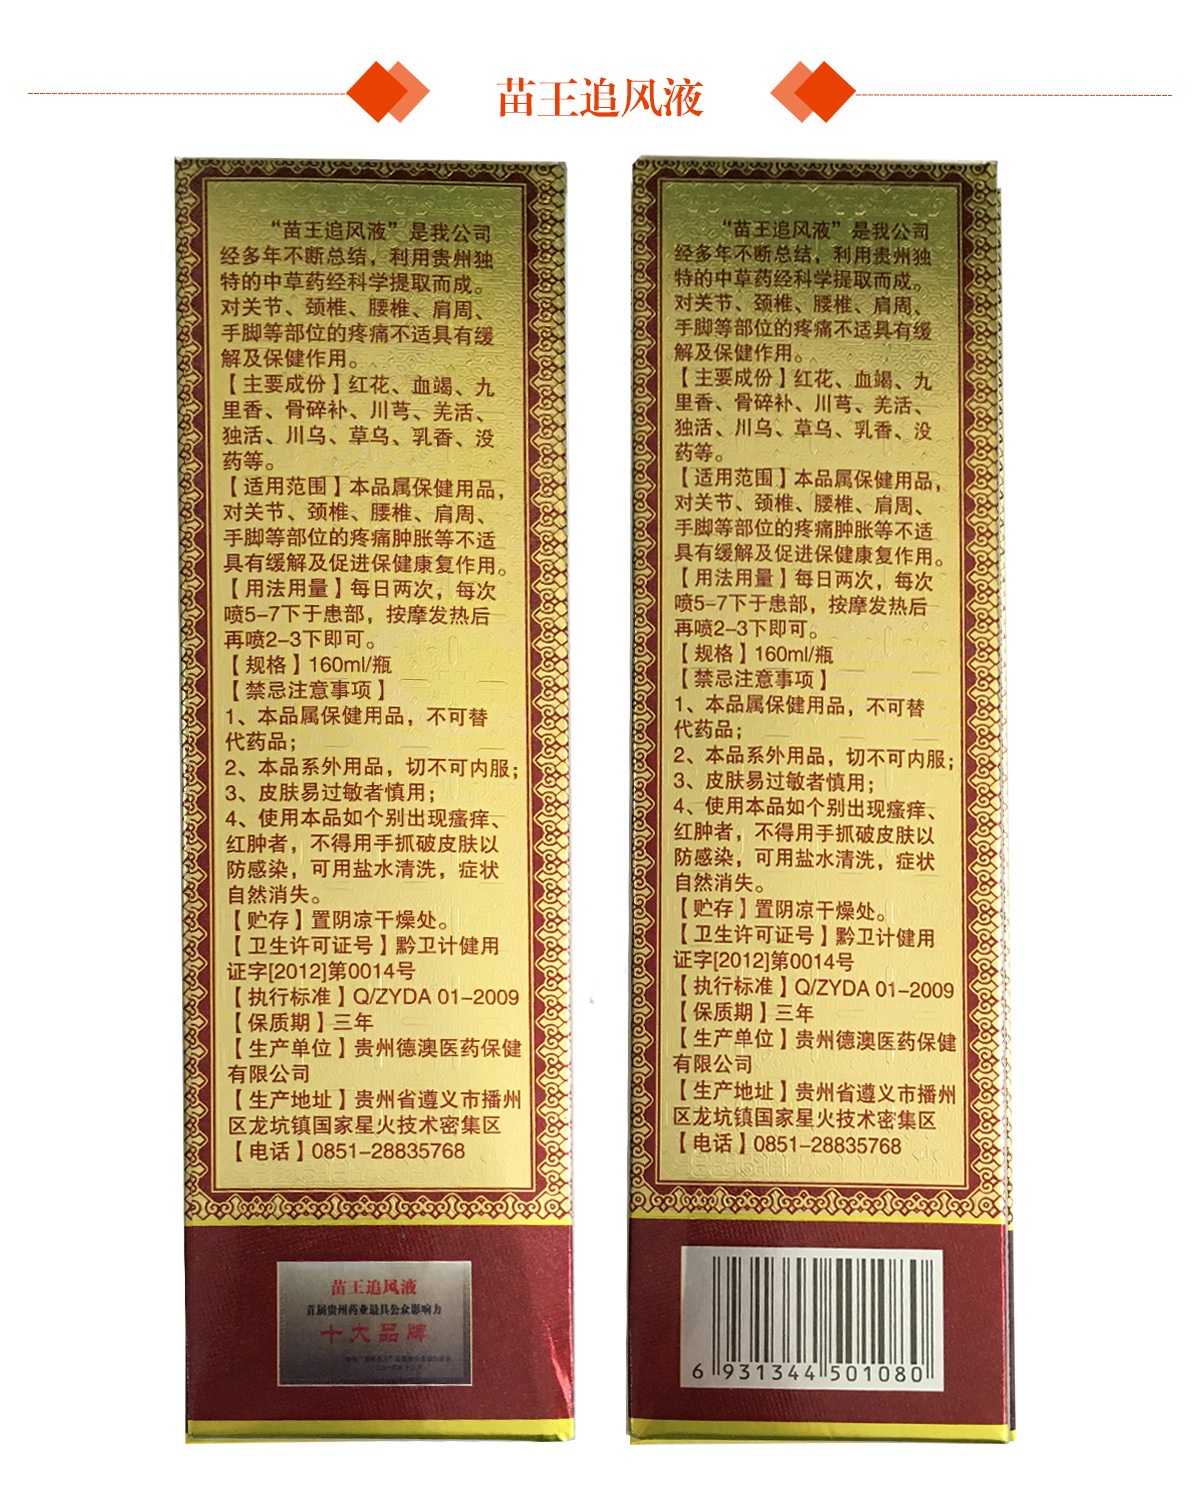 苗王追风液
“苗王追风液”是我公司
经多年不断总结，利用贵州独
特的中草药经科学提取而成。
对关节、颈椎、腰椎、肩周、
手脚等部位的疼痛不适具有缓
解及保健作用。
【主要成份】红花、血竭、九
里香、骨碎补、川芎、羌活、
独活、川乌、草乌、乳香、没
药等。
【适用范围】本品属保健用品，
对关节、颈椎、腰椎、肩周、
手脚等部位的疼痛肿胀等不适
具有缓解及促进保健康复作用。
【用法用量】每日两次，每次
喷5-7下于患部，按摩发热后
再喷2-3下即可。
【规格】160ml/瓶
【禁忌注意事项】
1、本品属保健用品，不可替
代药品；
2、本品系外用品，切不可内服；
3、皮肤易过敏者慎用；
4、使用本品如个别出现瘙痒、
红肿者，不得用手抓破皮肤以
防感染，可用盐水清洗，症状
自然消失。
【贮存】置阴凉干燥处。
【卫生许可证号】黔卫计健用
证字[2012]第0014号
【执行标准】Q/ZYDA 01-2009
【保质期】三年
【生产单位】贵州德澳医药保健
有限公司
【生产地址】贵州省遵义市播州
区龙坑镇国家星火技术密集区
【电话】0851-28835768
苗王追风液
首届贵州药业最具公众影响力
十大品牌
“苗王追风液”是我公司
经多年不断总结，利用贵州独
特的中草药经科学提取而成。
对关节、颈椎、腰椎、肩周、
手脚等部位的疼痛不适具有缓
解及保健作用。
【主要成份】红花、血竭、九
里香、骨碎补、川芎、羌活、
独活、川乌、草乌、乳香、没
药等。
【适用范围】本品属保健用品，
对关节、颈椎、腰椎、肩周、
手脚等部位的疼痛肿胀等不适
具有缓解及促进保健康复作用。
【用法用量】每日两次，每次
喷5-7下于患部，按摩发热后
再喷2-3下即可。
【规格】160ml/瓶
【禁忌注意事项】
1、本品属保健用品，不可替
代药品；
2、本品系外用品，切不可内服；
3、皮肤易过敏者慎用；
4、使用本品如个别出现瘙痒、
红肿者，不得用手抓破皮肤以
防感染，可用盐水清洗，症状
自然消失。
【贮存】置阴凉干燥处。
【卫生许可证号】黔卫计健用
证字[2012]第0014号
【执行标准】Q/ZYDA 01-2009
【保质期】三年
【生产单位】贵州德澳医药保健
有限公司
【生产地址】贵州省遵义市播州
区龙坑镇国家星火技术密集区
【电话】0851-28835768
6 931344 501080